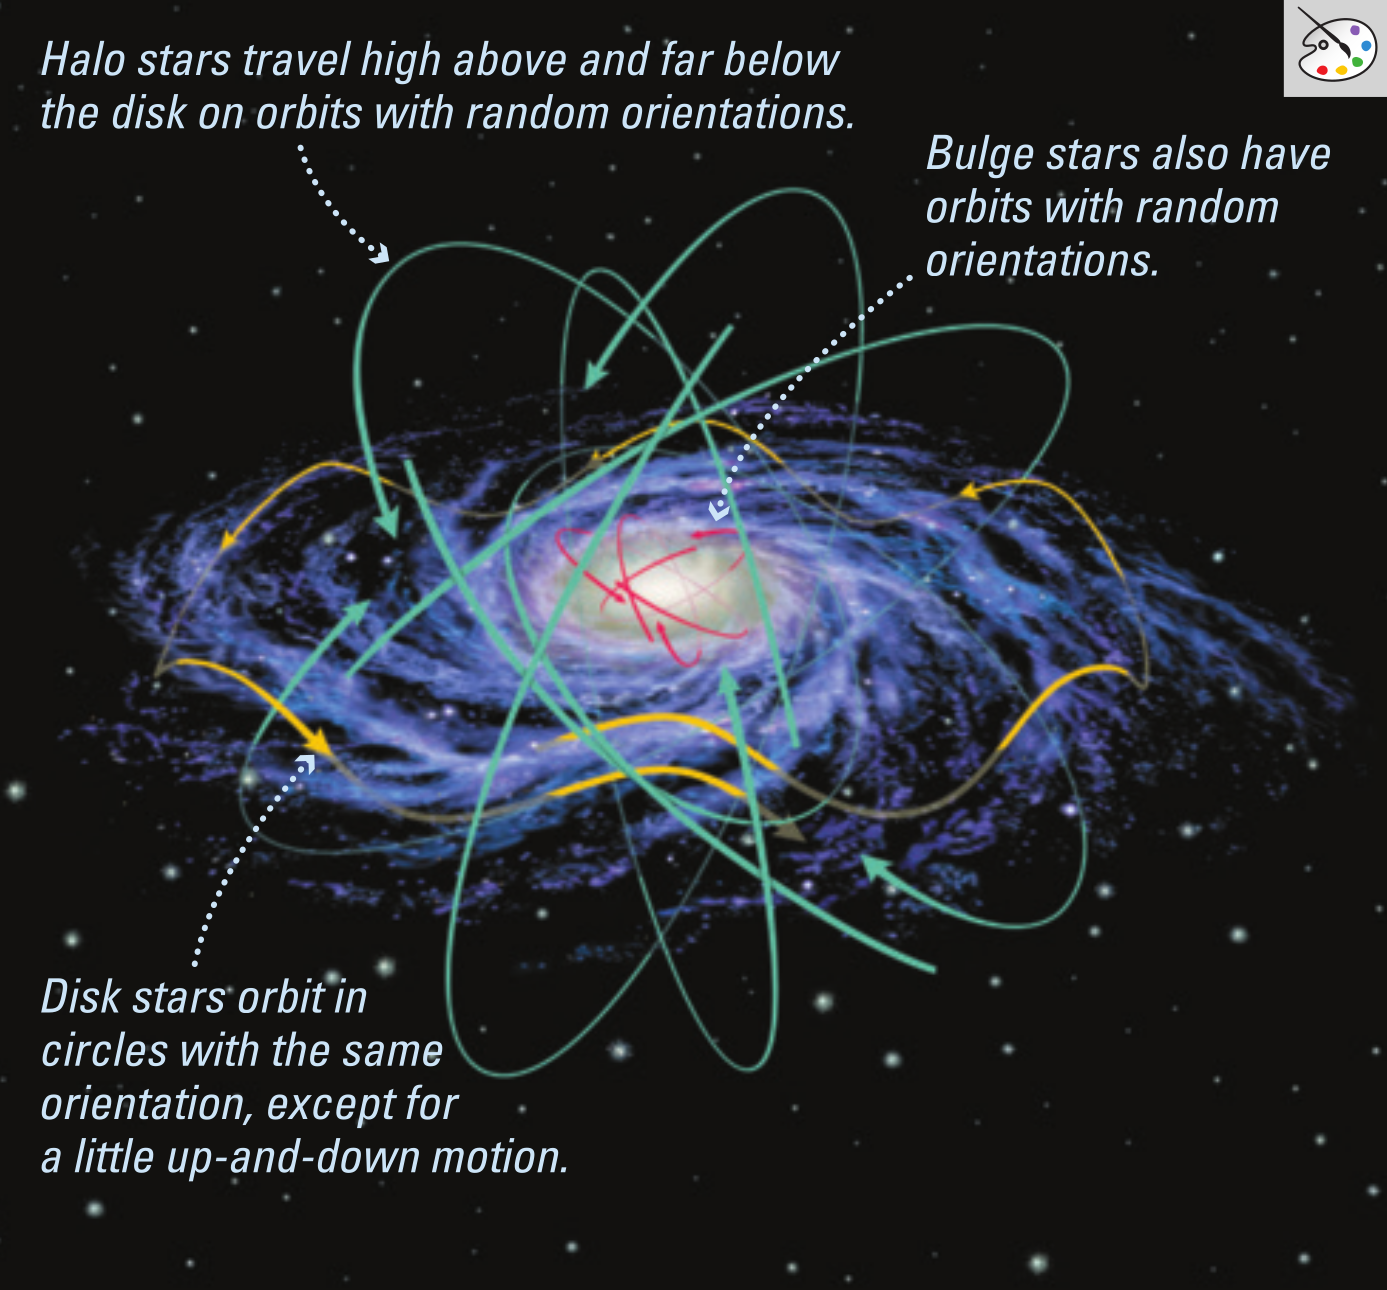 Halo stars travel high above and far below
the disk on orbits with random orientations.
Bulge stars also have
orbits with random
orientations.
Disk stars orbit in
circles with the same
orientation, except for
a little up-and-down motion.